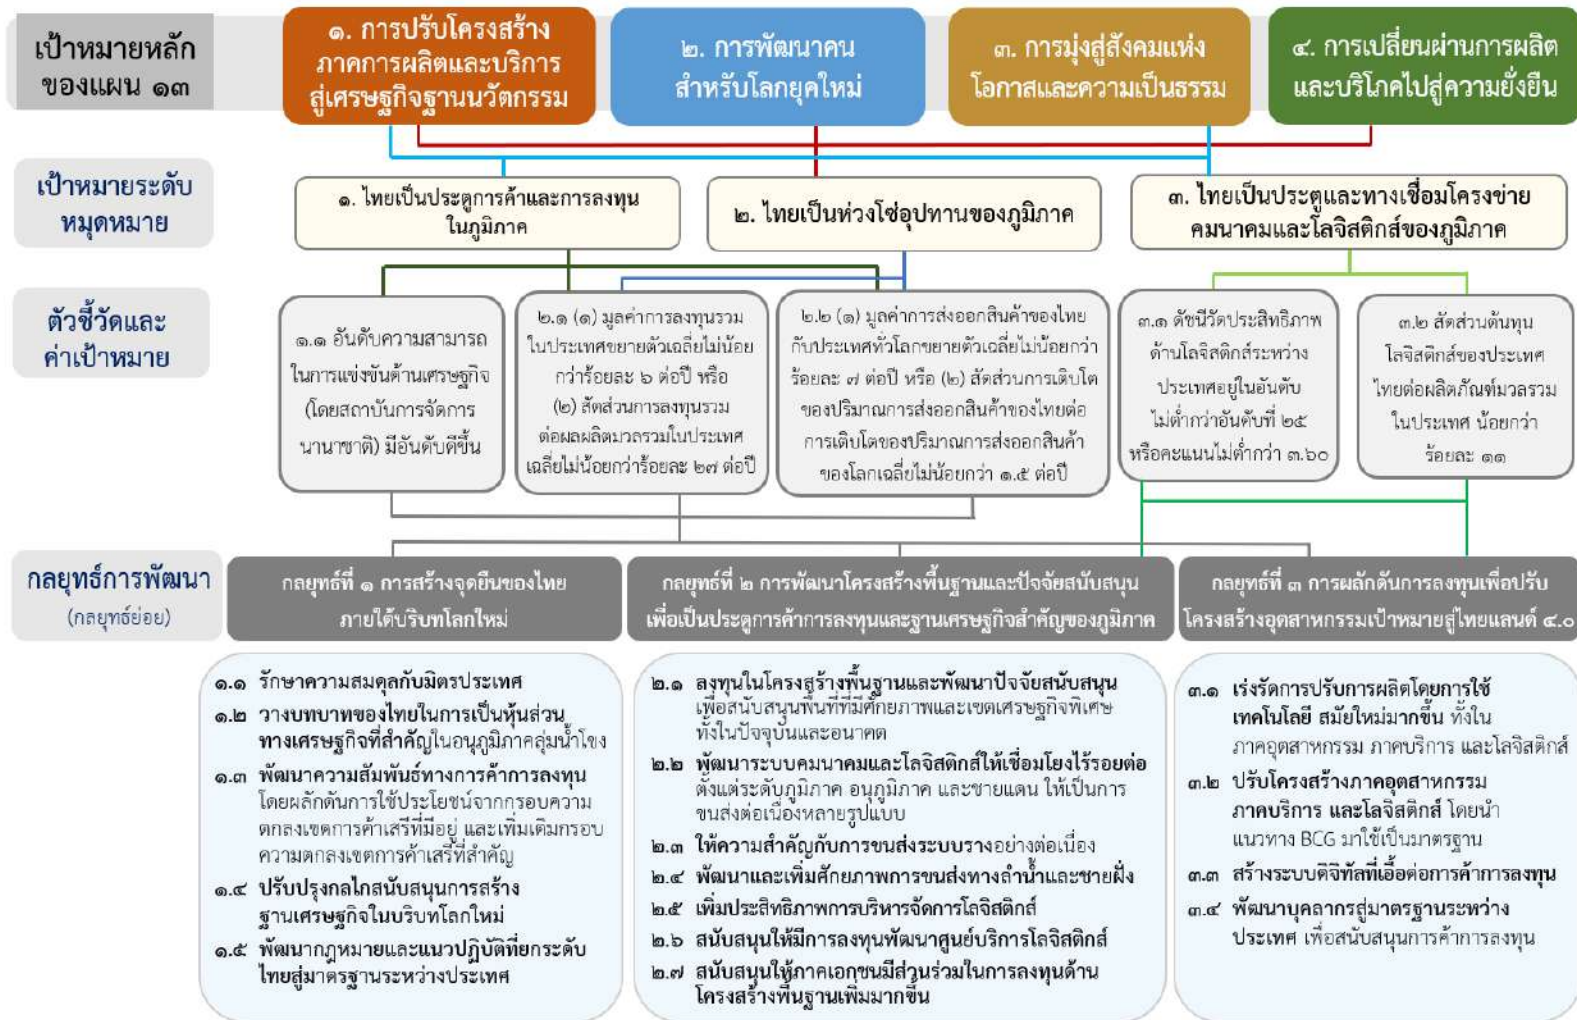 เป้าหมายหลัก
ของแผน ๑๓
๑. การปรับโครงสร้าง
ภาคการผลิตและบริการ
สู่เศรษฐกิจฐานนวัตกรรม
๒. การพัฒนาคน
สำหรับโลกยุคใหม่
๓. การมุ่งสู่สังคมแห่ง
โอกาสและความเป็นธรรม
๔. การเปลี่ยนผ่านการผลิต
และบริโภคไปสู่ความยั่งยืน
เป้าหมายระดับ
หมุดหมาย
๑. ไทยเป็นประตูการค้าและการลงทุน
ในภูมิภาค
๒. ไทยเป็นห่วงโซ่อุปทานของภูมิภาค
๓. ไทยเป็นประตูและทางเชื่อมโครงข่าย
คมนาคมและโลจิสติกส์ของภูมิภาค
ตัวชี้วัดและ
ค่าเป้าหมาย
๑.๑ อันดับความสามารถ
ในการแข่งขันด้านเศรษฐกิจ
(โดยสถาบันการจัดการ
นานาชาติ) มีอันดับดีขึ้น
๒.๑ (๑) มูลค่าการลงทุนรวม
ในประเทศขยายตัวเฉลี่ยไม่น้อย
กว่าร้อยละ ๖ ต่อปี หรือ
(๒) สัดส่วนการลงทุนรวม
ต่อผลผลิตมวลรวมในประเทศ
เฉลี่ยไม่น้อยกว่าร้อยละ ๒๗ ต่อปี
๒.๒ (๑) มูลค่าการส่งออกสินค้าของไทย
กับประเทศทั่วโลกขยายตัวเฉลี่ยไม่น้อยกว่า
ร้อยละ ๗ ต่อปี หรือ (๒) สัดส่วนการเติบโต
ของปริมาณการส่งออกสินค้าของไทยต่อ
การเติบโตของปริมาณการส่งออกสินค้า
ของโลกเฉลี่ยไม่น้อยกว่า ๑.๕ ต่อปี
๓.๑ ดัชนีวัดประสิทธิภาพ
ด้านโลจิสติกส์ระหว่าง
ประเทศอยู่ในอันดับ
ไม่ต่ำกว่าอันดับที่ ๒๕
หรือคะแนนไม่ต่ำกว่า ๓.๖๐
๓.๒ สัดส่วนต้นทุน
โลจิสติกส์ของประเทศ
ไทยต่อผลิตภัณฑ์มวลรวม
ในประเทศ น้อยกว่า
ร้อยละ ๑๑
กลยุทธ์การพัฒนา
(กลยุทธ์ย่อย)
กลยุทธ์ที่ ๑ การสร้างจุดยืนของไทย
ภายใต้บริบทโลกใหม่
กลยุทธ์ที่ ๒ การพัฒนาโครงสร้างพื้นฐานและปัจจัยสนับสนุน
เพื่อเป็นประตูการค้าการลงทุนและฐานเศรษฐกิจสำคัญของภูมิภาค
กลยุทธ์ที่ ๓ การผลักดันการลงทุนเพื่อปรับ
โครงสร้างอุตสาหกรรมเป้าหมายสู่ไทยแลนด์ ๔.๐
๑.๑ รักษาความสมดุลกับมิตรประเทศ
๑.๒ วางบทบาทของไทยในการเป็นหุ้นส่วน
ทางเศรษฐกิจที่สำคัญในอนุภูมิภาคลุ่มน้ำโขง
๑.๓ พัฒนาความสัมพันธ์ทางการค้าการลงทุน
โดยผลักดันการใช้ประโยชน์จากกรอบความ
ตกลงเขตการค้าเสรีที่มีอยู่ และเพิ่มเติมกรอบ
ความตกลงเขตการค้าเสรีที่สำคัญ
๑.๔ ปรับปรุงกลไกสนับสนุนการสร้าง
ฐานเศรษฐกิจในบริบทโลกใหม่
๑.๕ พัฒนากฎหมายและแนวปฏิบัติที่ยกระดับ
ไทยสู่มาตรฐานระหว่างประเทศ
๒.๑ ลงทุนในโครงสร้างพื้นฐานและพัฒนาปัจจัยสนับสนุน
เพื่อสนับสนุนพื้นที่ที่มีศักยภาพและเขตเศรษฐกิจพิเศษ
ทั้งในปัจจุบันและอนาคต
๒.๒ พัฒนาระบบคมนาคมและโลจิสติกส์ให้เชื่อมโยงไร้รอยต่อ
ตั้งแต่ระดับภูมิภาค อนุภูมิภาค และชายแดน ให้เป็นการ
ขนส่งต่อเนื่องหลายรูปแบบ
๒.๓ ให้ความสำคัญกับการขนส่งระบบรางอย่างต่อเนื่อง
๒.๔ พัฒนาและเพิ่มศักยภาพการขนส่งทางลำน้ำและชายฝั่ง
๒.๕ เพิ่มประสิทธิภาพการบริหารจัดการโลจิสติกส์
๒.๖ สนับสนุนให้มีการลงทุนพัฒนาศูนย์บริการโลจิสติกส์
๒.๗ สนับสนุนให้ภาคเอกชนมีส่วนร่วมในการลงทุนด้าน
โครงสร้างพื้นฐานเพิ่มมากขึ้น
๓.๑ เร่งรัดการปรับการผลิตโดยการใช้
เทคโนโลยี สมัยใหม่มากขึ้น ทั้งใน
ภาคอุตสาหกรรม ภาคบริการ และโลจิสติกส์
๓.๒ ปรับโครงสร้างภาคอุตสาหกรรม
ภาคบริการ และโลจิสติกส์ โดยนำ
แนวทาง BCG มาใช้เป็นมาตรฐาน
๓.๓ สร้างระบบดิจิทัลที่เอื้อต่อการค้าการลงทุน
๓.๔ พัฒนาบุคลากรสู่มาตรฐานระหว่าง
ประเทศ เพื่อสนับสนุนการค้าการลงทุน